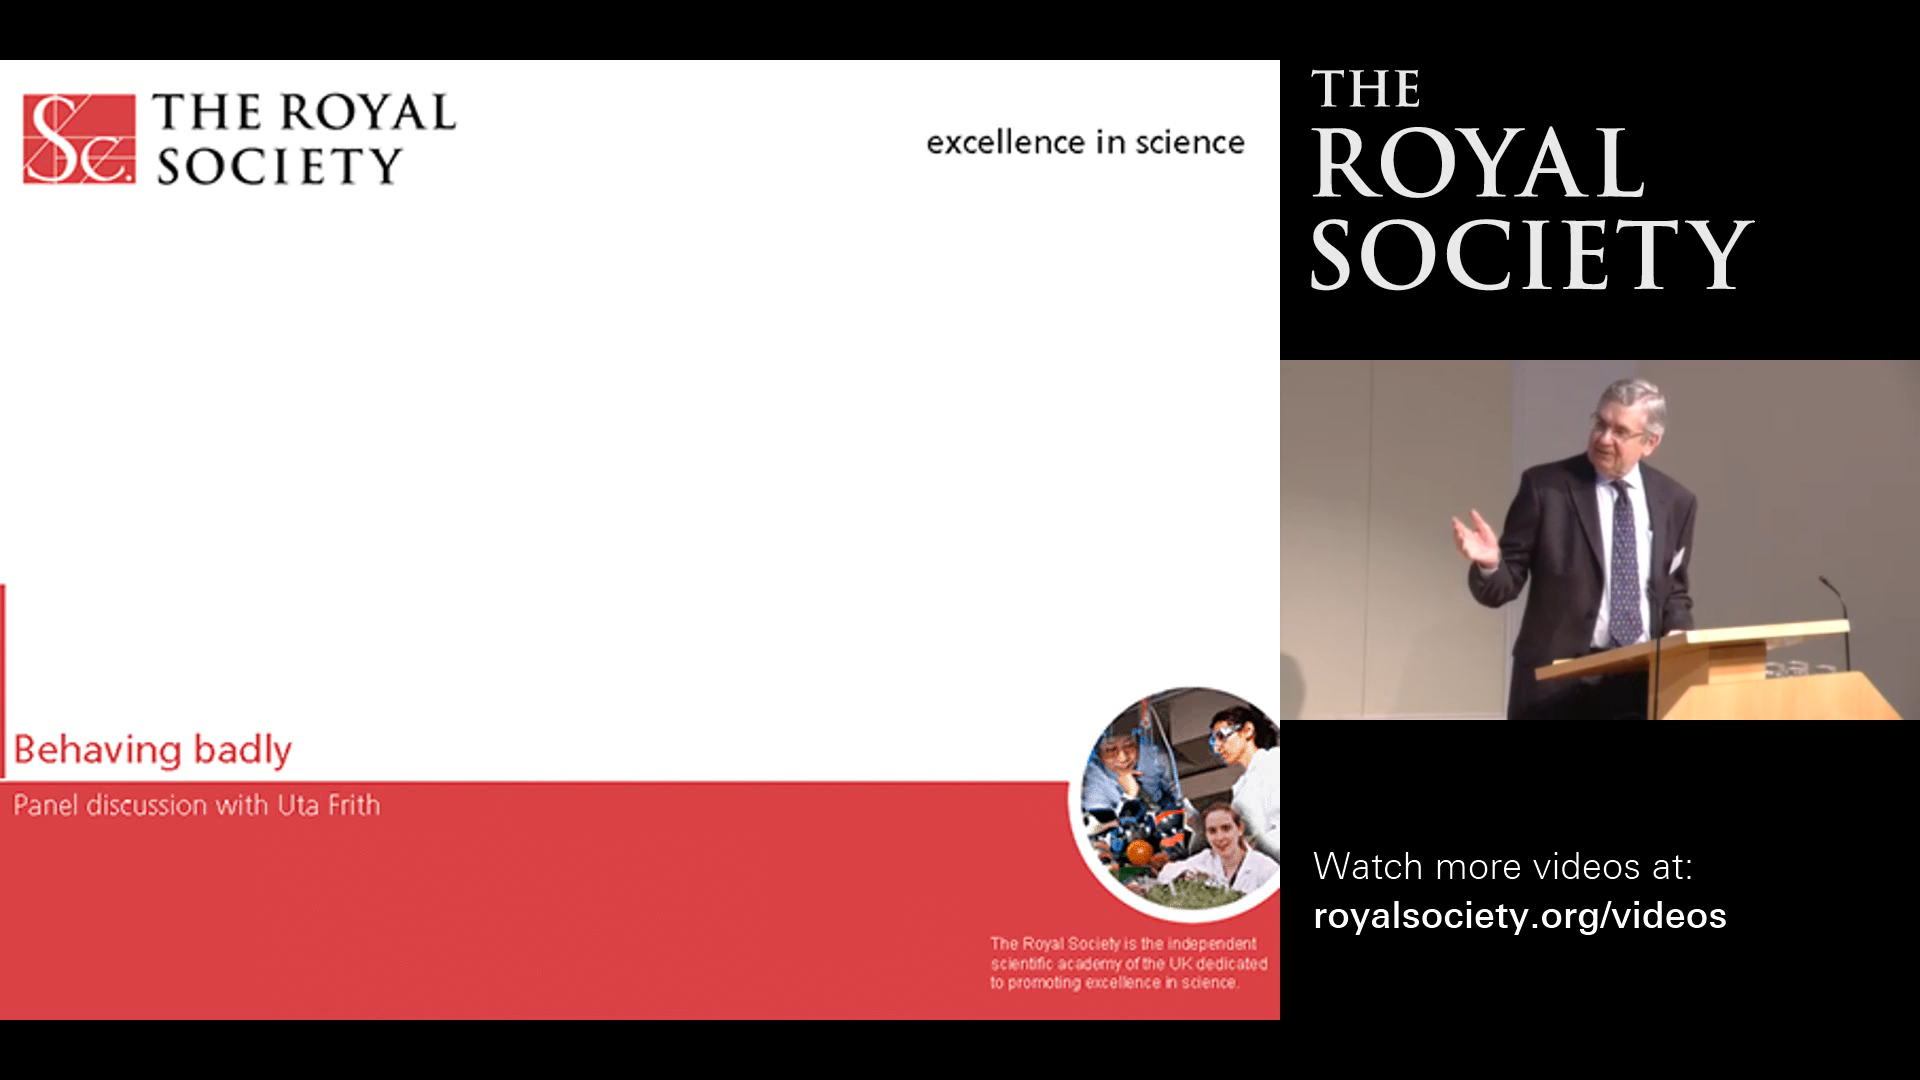 Sc.
THE ROYAL
SOCIETY
excellence in science
Behaving badly
Panel discussion with Uta Frith
The Royal Society is the independent
scientific academy of the UK dedicated
to promoting excellence in science.
THE
ROYAL
SOCIETY
Watch more videos at:
royalsociety.org/videos